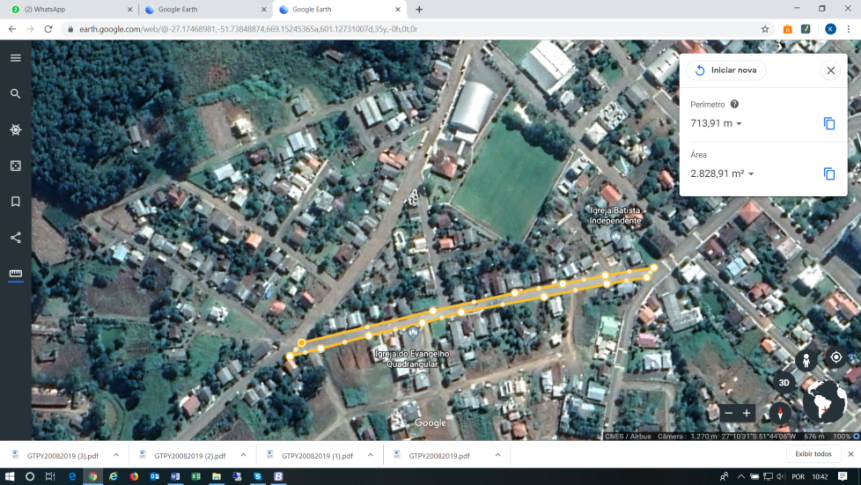 (2) WhatsApp
Google Earth
Google Earth
earth.google.com/web/@-27.17468981,-51.73848874,669.15245365a,601.12731007d,35y,-0h,0t,0r
Iniciar nova
Perímetro
713,91 m
Área
2.828,91 m²
Igreja Batista
Independente
Igreja do Evangelho
Quadrangular
Google
3D
CNES / Airbus Câmera: 1.270 m 27°10'31"S 51°44'06"W 676 m 100%
GTPY20082019 (3).pdf
GTPY20082019 (2).pdf
GTPY20082019 (1).pdf
GTPY20082019.pdf
Exibir todos
POR
10:42